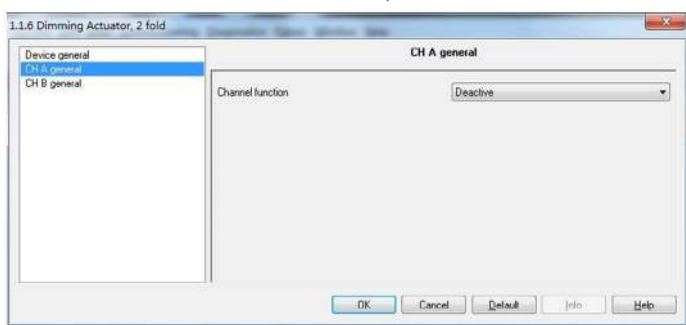 1.1.6 Dimming Actuator, 2 fold
Device general
CH A general
CH B general
CH A general
Channel function
Deactive
OK
Cancel
Default
Info
Help